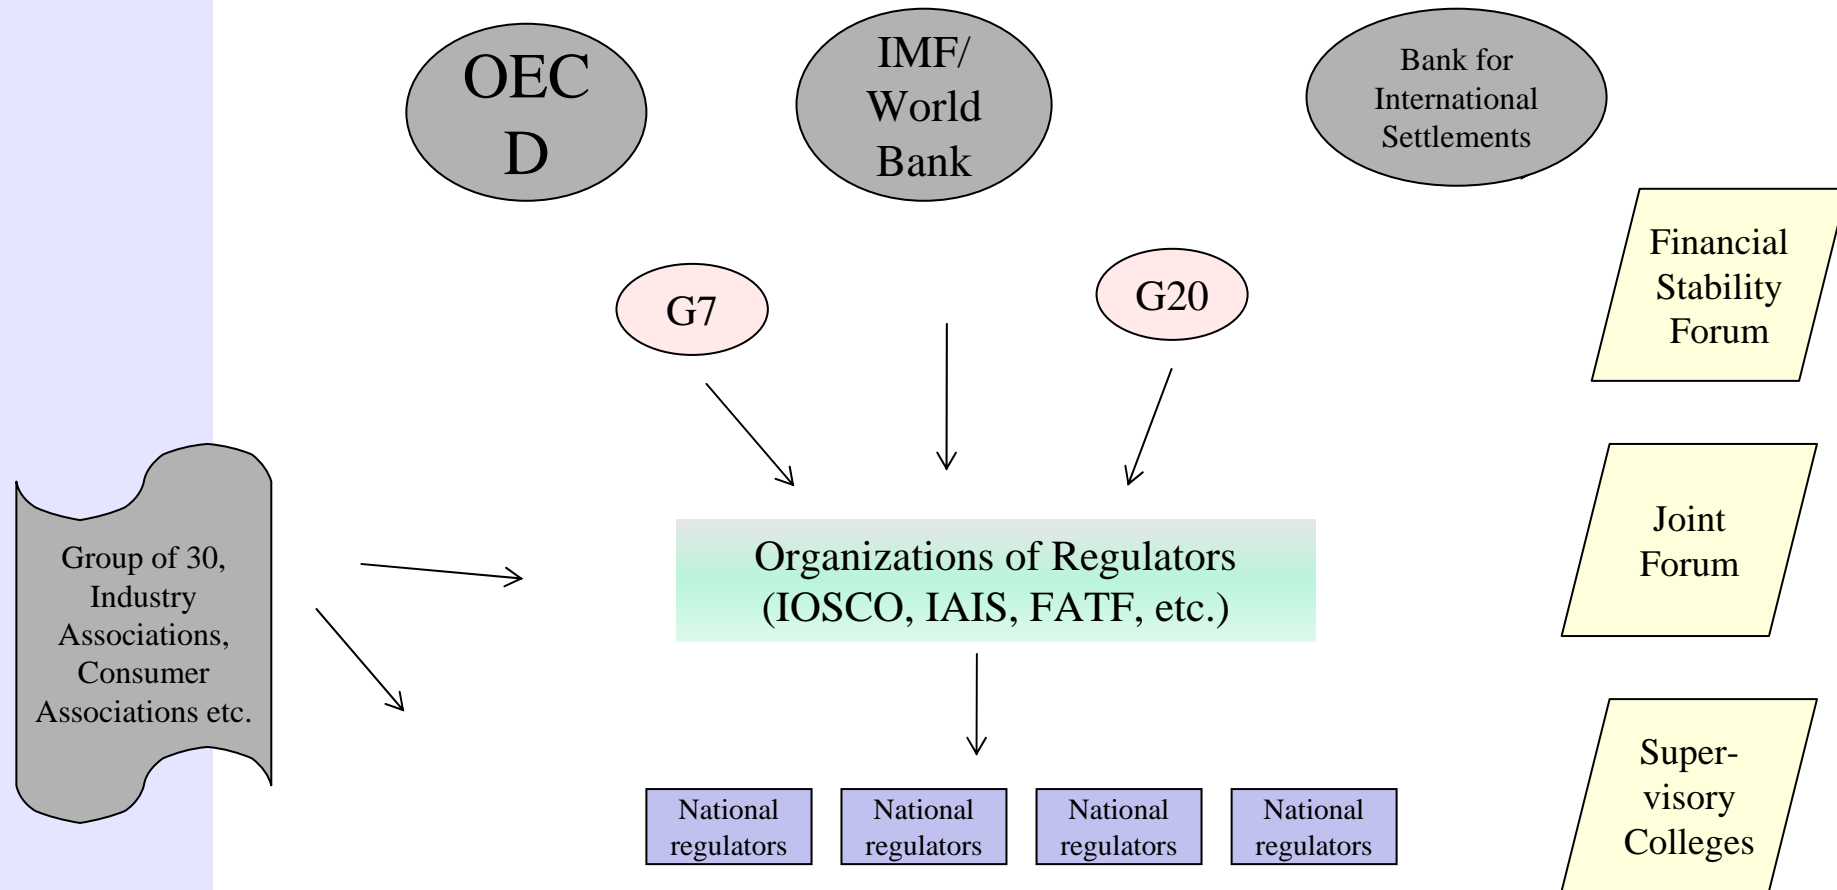 OEC
D
IMF/
World
Bank
Bank for
International
Settlements
Financial
Stability
Forum
G7
G20
Joint
Forum
Group of 30,
Industry
Associations,
Consumer
Associations etc.
Organizations of Regulators
(IOSCO, IAIS, FATF, etc.)
Super-
visory
Colleges
National
regulators
National
regulators
National
regulators
National
regulators